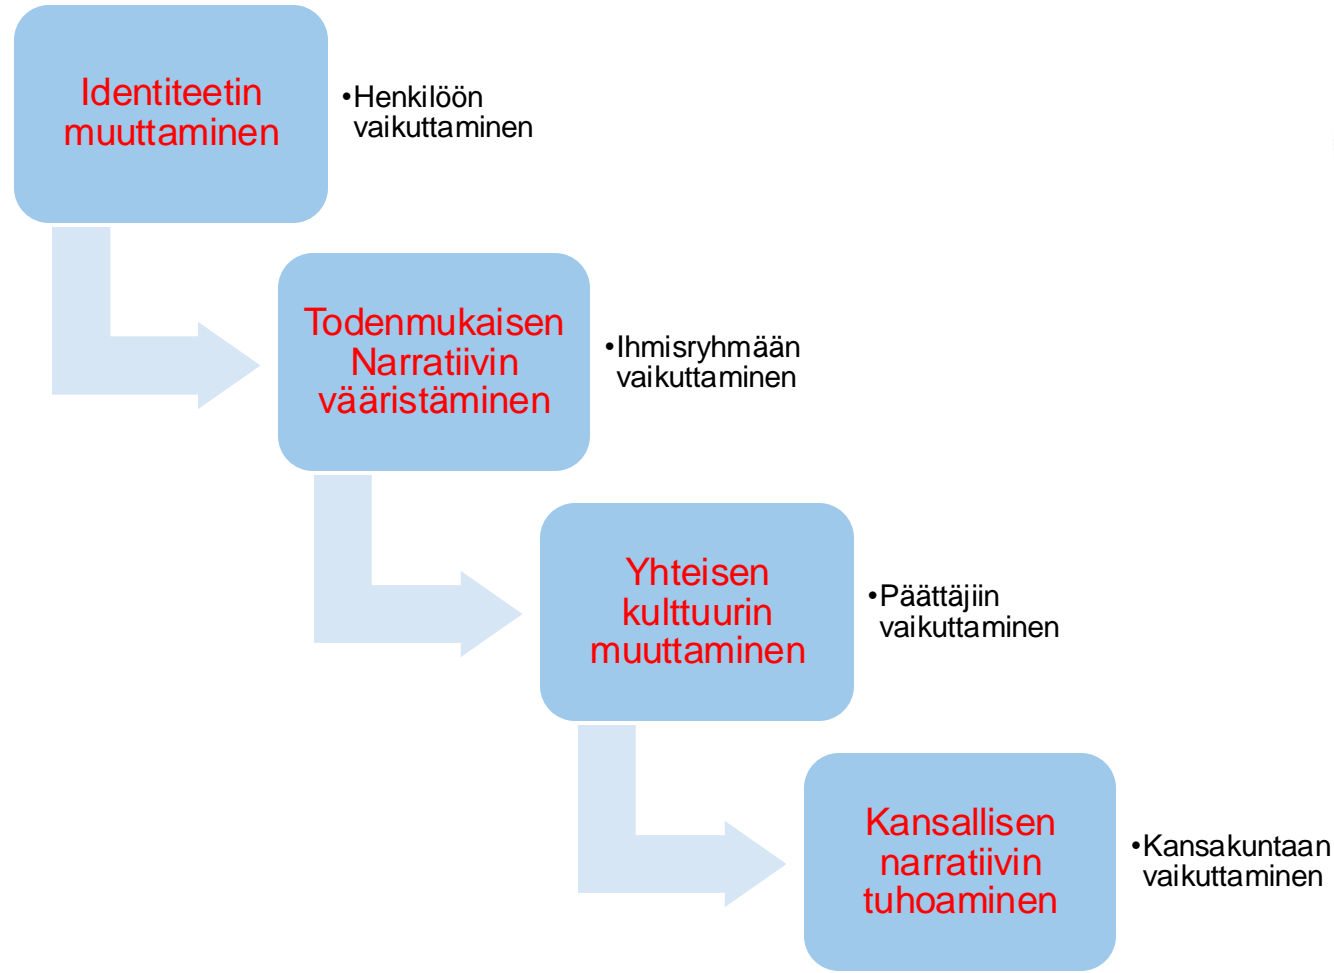 Identiteetin
muuttaminen
•Henkilöön
vaikuttaminen
Todenmukaisen
Narratiivin
vääristäminen
•Ihmisryhmään
vaikuttaminen
Yhteisen
kulttuurin
muuttaminen
•Päättäjiin
vaikuttaminen
Kansallisen
narratiivin
tuhoaminen
•Kansakuntaan
vaikuttaminen